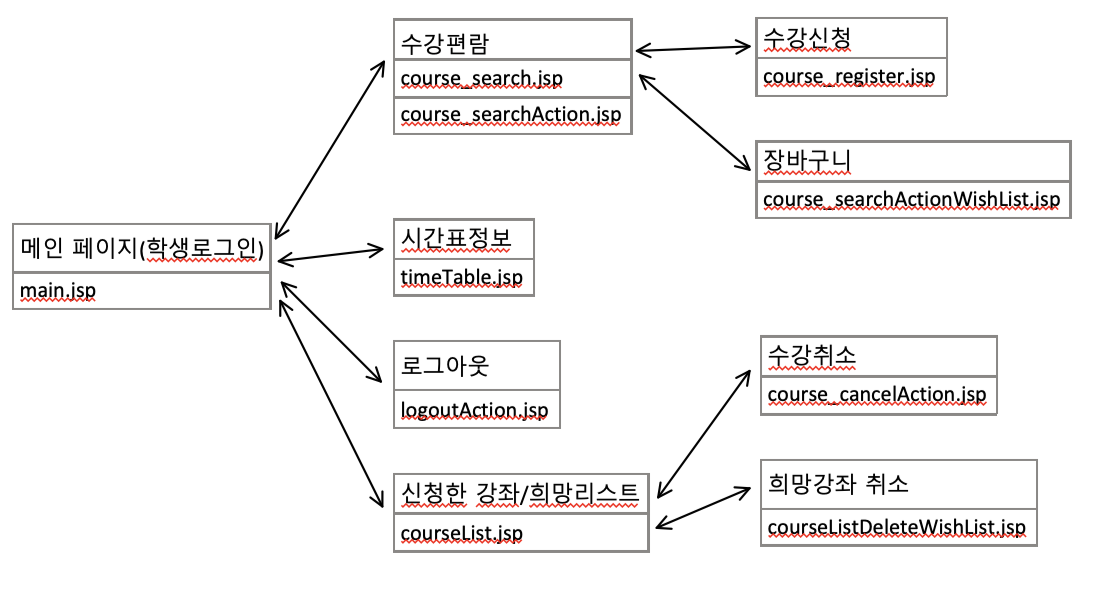 수강편람
course_search.jsp
course_searchAction.jsp
수강신청
course_register.jsp
장바구니
course_searchActionWishList.jsp
메인 페이지(학생로그인)
main.jsp
시간표정보
timeTable.jsp
로그아웃
logoutAction.jsp
신청한 강좌/희망리스트
courseList.jsp
수강취소
course_cancelAction.jsp
희망강좌 취소
courseListDeleteWishList.jsp